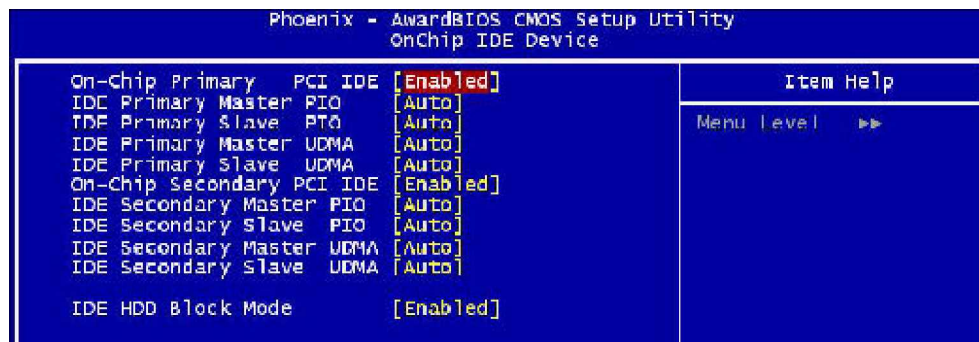 Phoenix - AwardBIOS CMOS Setup Utility
OnChip IDE Device
On-Chip Primary PCI IDE [Enabled]
IDE Primary Master PIO [Auto]
IDE Primary Slave PIO [Auto]
IDE Primary Master UDMA [Auto]
IDE Primary Slave UDMA [Auto]
On-Chip Secondary PCI IDE [Enabled]
IDE Secondary Master PIO [Auto]
IDE Secondary Slave PIO [Auto]
IDE Secondary Master UDMA [Auto]
IDE Secondary Slave UDMA [Auto]
IDE HDD Block Mode [Enabled]
Item Help
Menu Level ►►